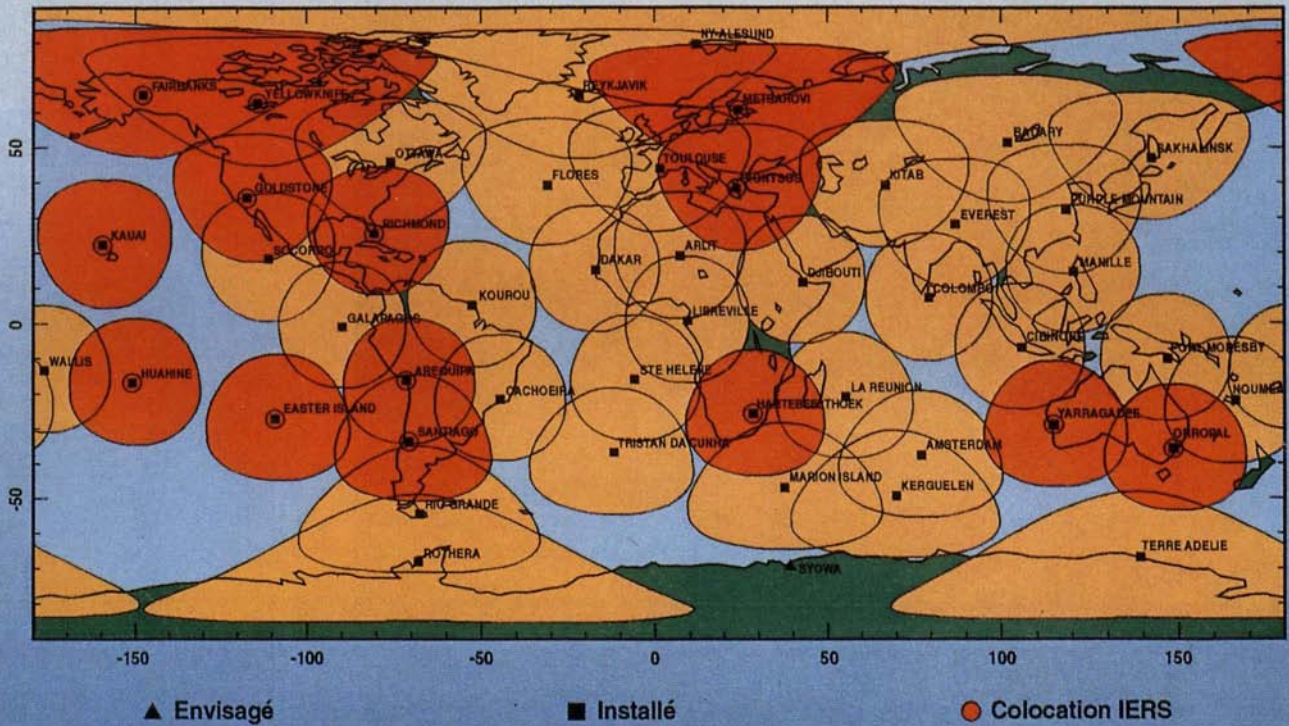 NY-ALESUND
FAIRBANKS
YELLOWKNIFE
REYKJAVIK
METSAHOVI
50
OTTAWA
TOULOUSE
BADARY
SAKHALINSK
GOLDSTONE
FLORES
DIONYSOS
KITAB
RICHMOND
EVEREST
PURPLE MOUNTAIN
KAUAI
SOCORRO
DAKAR
ARLIT
DJIBOUTI
COLOMBO
MANILLE
KOUROU
LIBREVILLE
0
GALAPAGOS
CIBINONG
PORT MORESBY
WALLIS
HUAHINE
AREQUIPA
CACHOEIRA
STE HELENE
HARTEBEESTHOEK
LA REUNION
NOUMEA
EASTER ISLAND
SANTIAGO
TRISTAN DA CUNHA
AMSTERDAM
YARRAGADEE
ORRORAL
MARION ISLAND
KERGUELEN
-50
RIO GRANDE
ROTHERA
SYOWA
TERRE ADELIE
-150 -100 -50 0 50 100 150
Envisagé Installé Colocation IERS